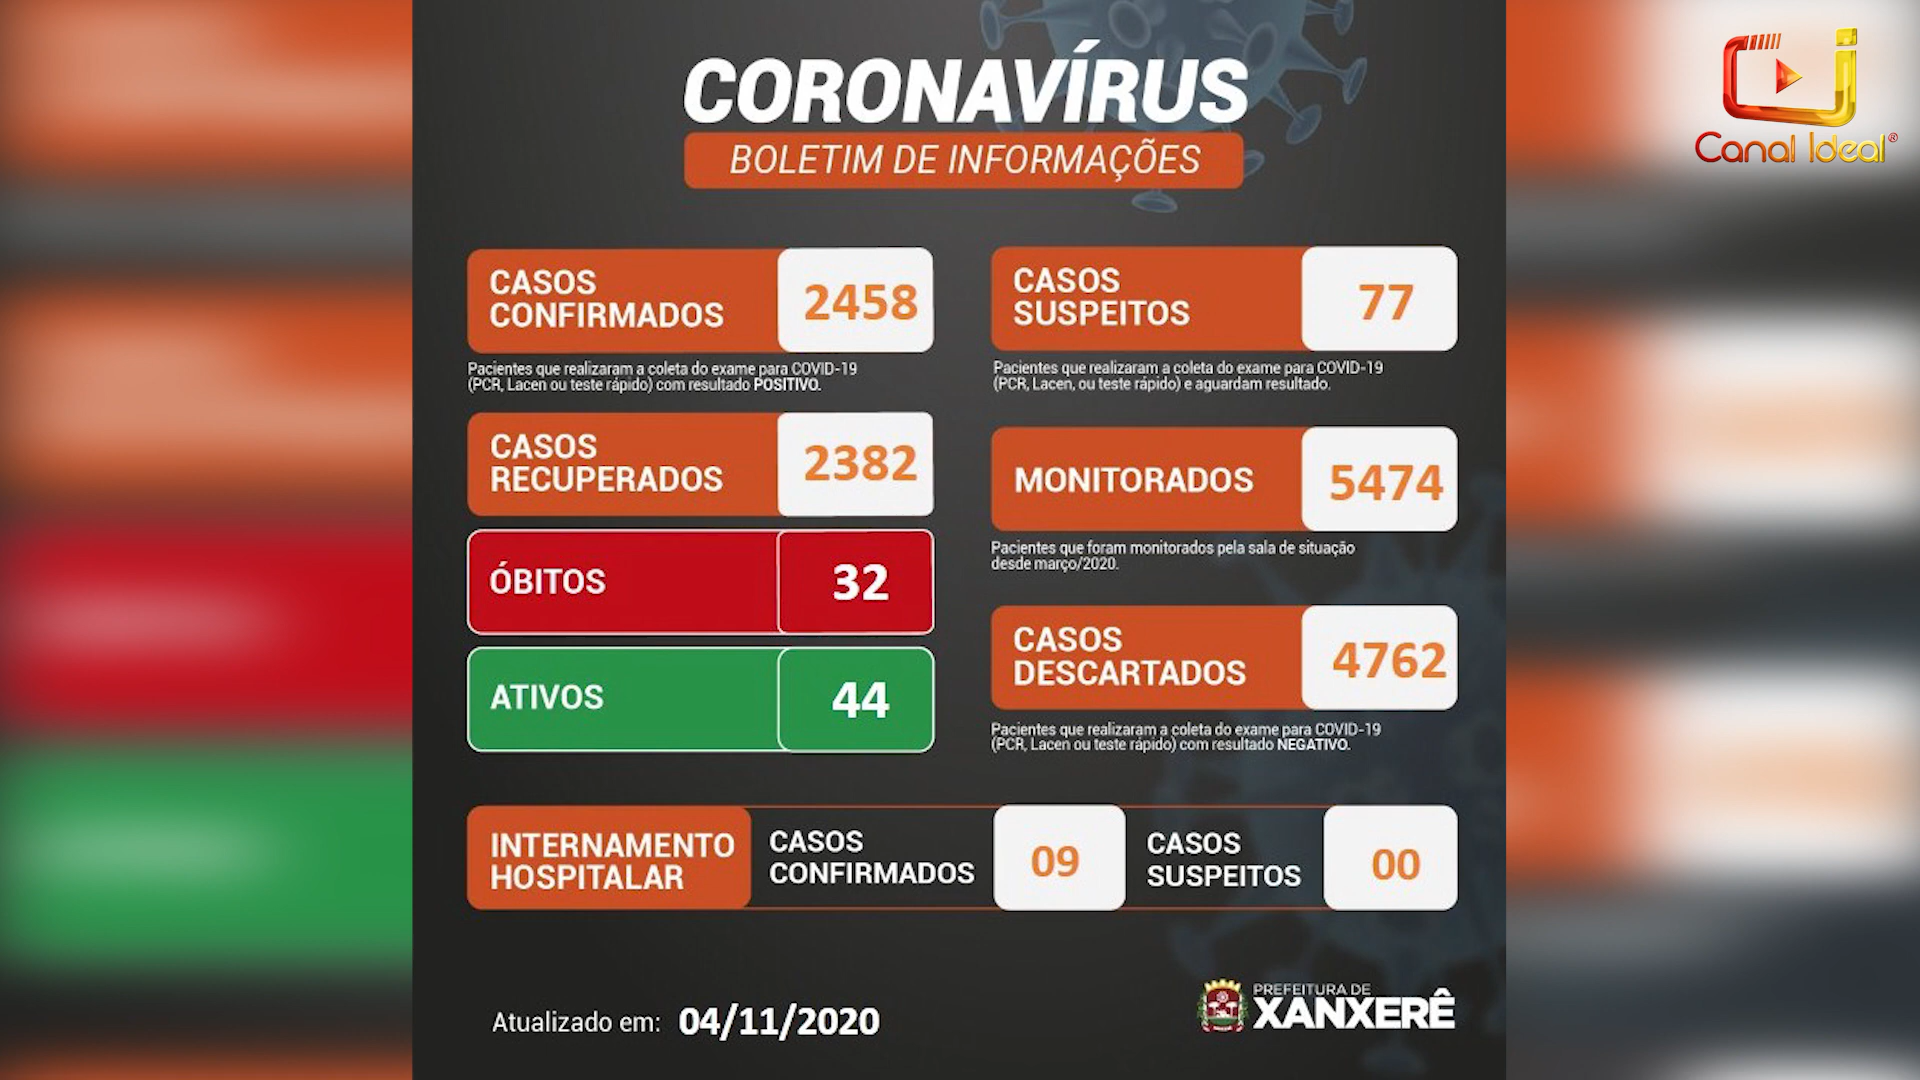 Canal Ideal®
CORONAVÍRUS
BOLETIM DE INFORMAÇÕES
CASOS
CONFIRMADOS
2458
Pacientes que realizaram a coleta do exame para COVID-19
(PCR, Lacen ou teste rápido) com resultado POSITIVO.
CASOS
RECUPERADOS
2382
ÓBITOS
32
ATIVOS
44
CASOS
SUSPEITOS
77
Pacientes que realizaram a coleta do exame para COVID-19
(PCR, Lacen, ou teste rápido) e aguardam resultado.
MONITORADOS
5474
Pacientes que foram monitorados pela sala de situação
desde março/2020.
CASOS
DESCARTADOS
4762
Pacientes que realizaram a coleta do exame para COVID-19
(PCR, Lacen ou teste rápido) com resultado NEGATIVO.
INTERNAMENTO
HOSPITALAR
CASOS
CONFIRMADOS
09
CASOS
SUSPEITOS
00
Atualizado em: 04/11/2020
PREFEITURA DE
XANXERÊ